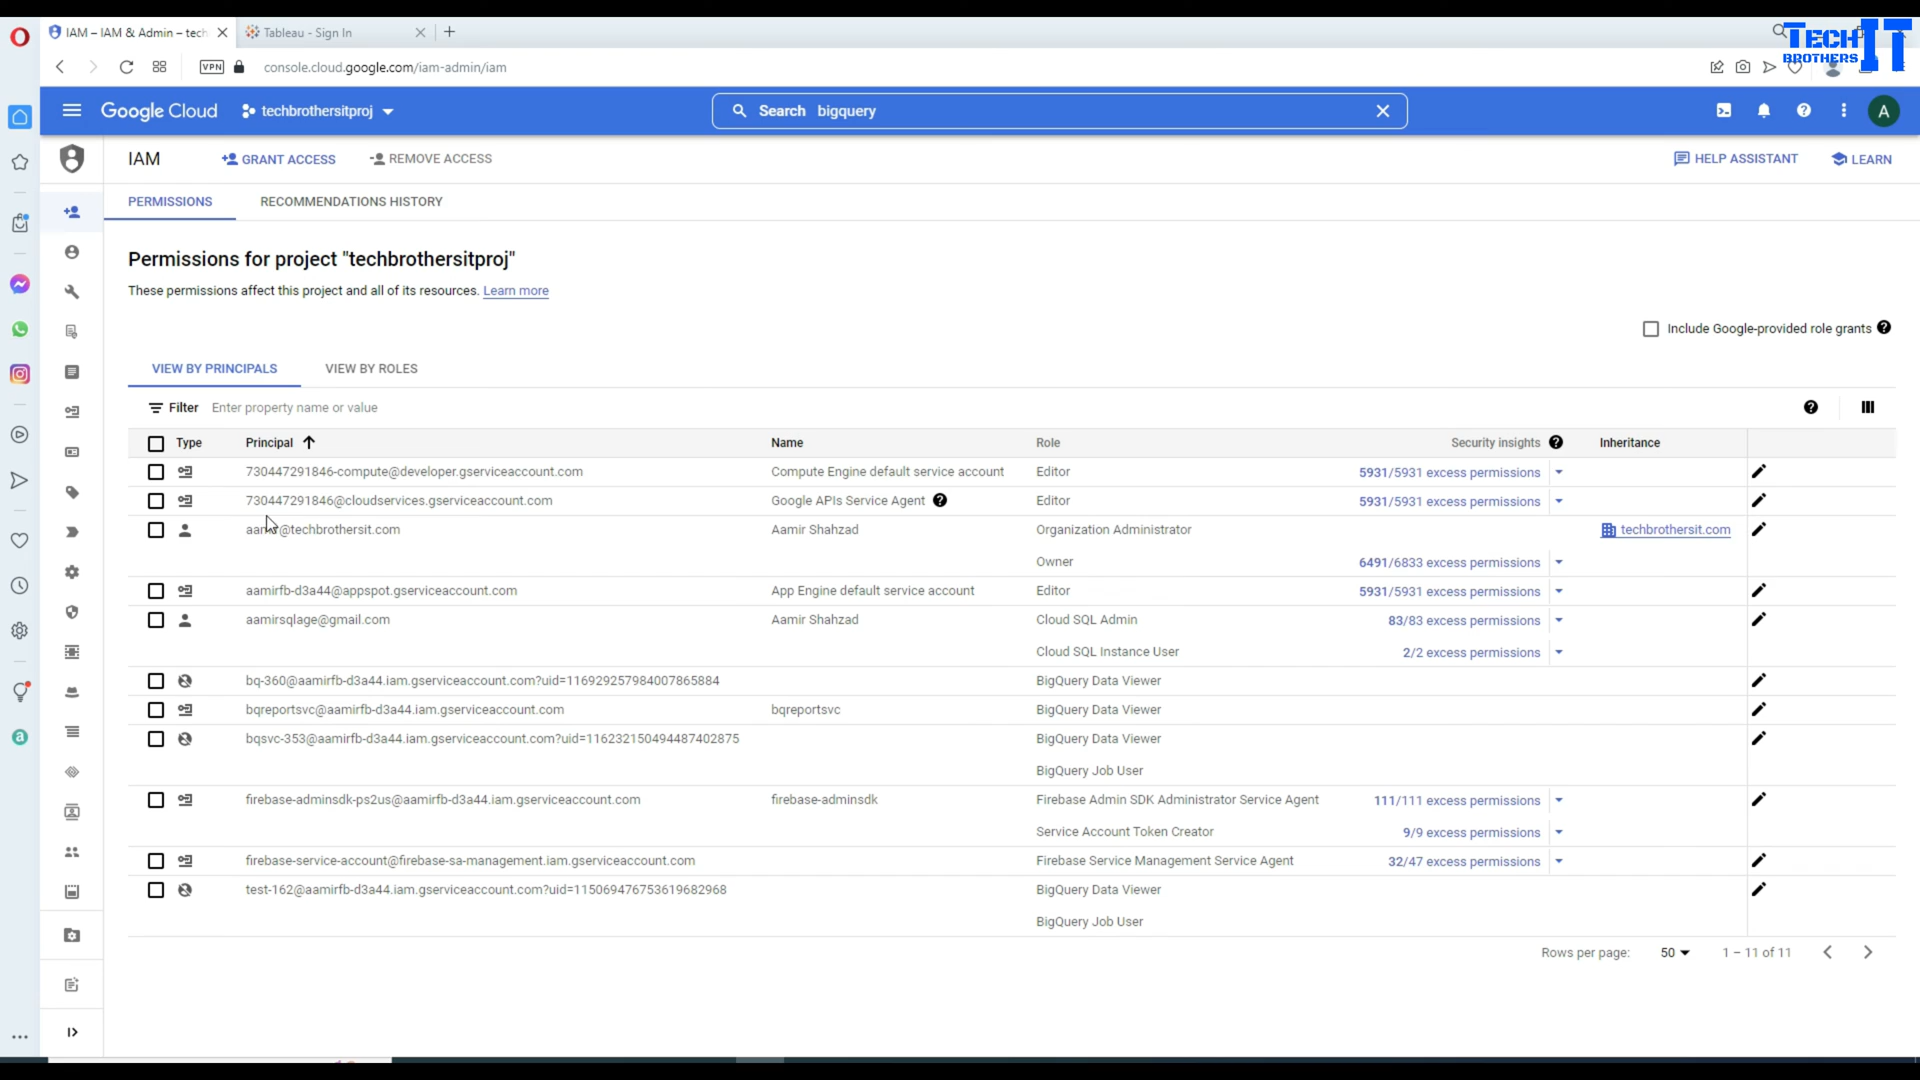 IAM – IAM & Admin – tech
Tableau - Sign In
TECH BROTHERS IT
VPN
console.cloud.google.com/iam-admin/iam
Google Cloud
techbrothersitproj
Search bigquery
A
IAM
GRANT ACCESS
REMOVE ACCESS
HELP ASSISTANT
LEARN
PERMISSIONS
RECOMMENDATIONS HISTORY
Permissions for project "techbrothersitproj"
These permissions affect this project and all of its resources. Learn more
Include Google-provided role grants
VIEW BY PRINCIPALS
VIEW BY ROLES
Filter Enter property name or value
Type Principal Name Role Security insights Inheritance
730447291846-compute@developer.gserviceaccount.com Compute Engine default service account Editor 5931/5931 excess permissions
730447291846@cloudservices.gserviceaccount.com Google APIs Service Agent Editor 5931/5931 excess permissions
@techbrothersit.com Aamir Shahzad Organization Administrator techbrothersit.com
Owner 6491/6833 excess permissions
aamirfb-d3a44@appspot.gserviceaccount.com App Engine default service account Editor 5931/5931 excess permissions
aamirsqlage@gmail.com Aamir Shahzad Cloud SQL Admin 83/83 excess permissions
Cloud SQL Instance User 2/2 excess permissions
bq-360@aamirfb-d3a44.iam.gserviceaccount.com?uid=116929257984007865884 BigQuery Data Viewer
bqreportsvc@aamirfb-d3a44.iam.gserviceaccount.com bqreportsvc BigQuery Data Viewer
bqsvc-353@aamirfb-d3a44.iam.gserviceaccount.com?uid=116232150494487402875 BigQuery Data Viewer
BigQuery Job User
firebase-adminsdk-ps2us@aamirfb-d3a44.iam.gserviceaccount.com firebase-adminsdk Firebase Admin SDK Administrator Service Agent 111/111 excess permissions
Service Account Token Creator 9/9 excess permissions
firebase-service-account@firebase-sa-management.iam.gserviceaccount.com Firebase Service Management Service Agent 32/47 excess permissions
test-162@aamirfb-d3a44.iam.gserviceaccount.com?uid=115069476753619682968 BigQuery Data Viewer
BigQuery Job User
Rows per page: 50 1 – 11 of 11